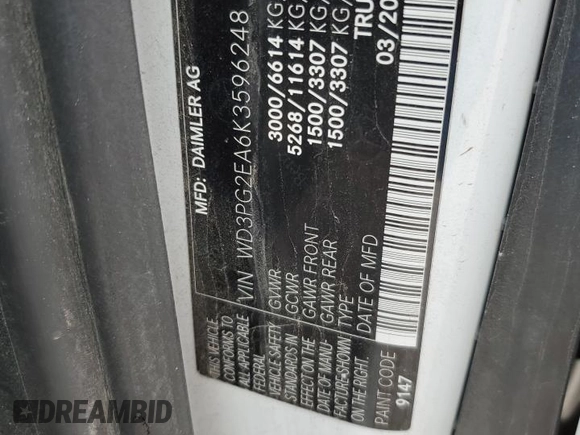 MFD: DAIMLER AG
VIN WD3PG2EA6K3596248
THIS VEHICLE
CONFORMS TO
ALL APPLICABLE
FEDERAL
VEHICLE SAFETY
STANDARDS IN
EFFECT ON THE
DATE OF MANU-
FACTURE SHOWN
ON THE RIGHT.
GVWR 3000/6614 KG/
GCWR 5268/11614 KG/
GAWR FRONT 1500/3307 KG/
GAWR REAR 1500/3307 KG/
TYPE TRU
DATE OF MFD 03/20
PAINT CODE
9147
DREAMBID